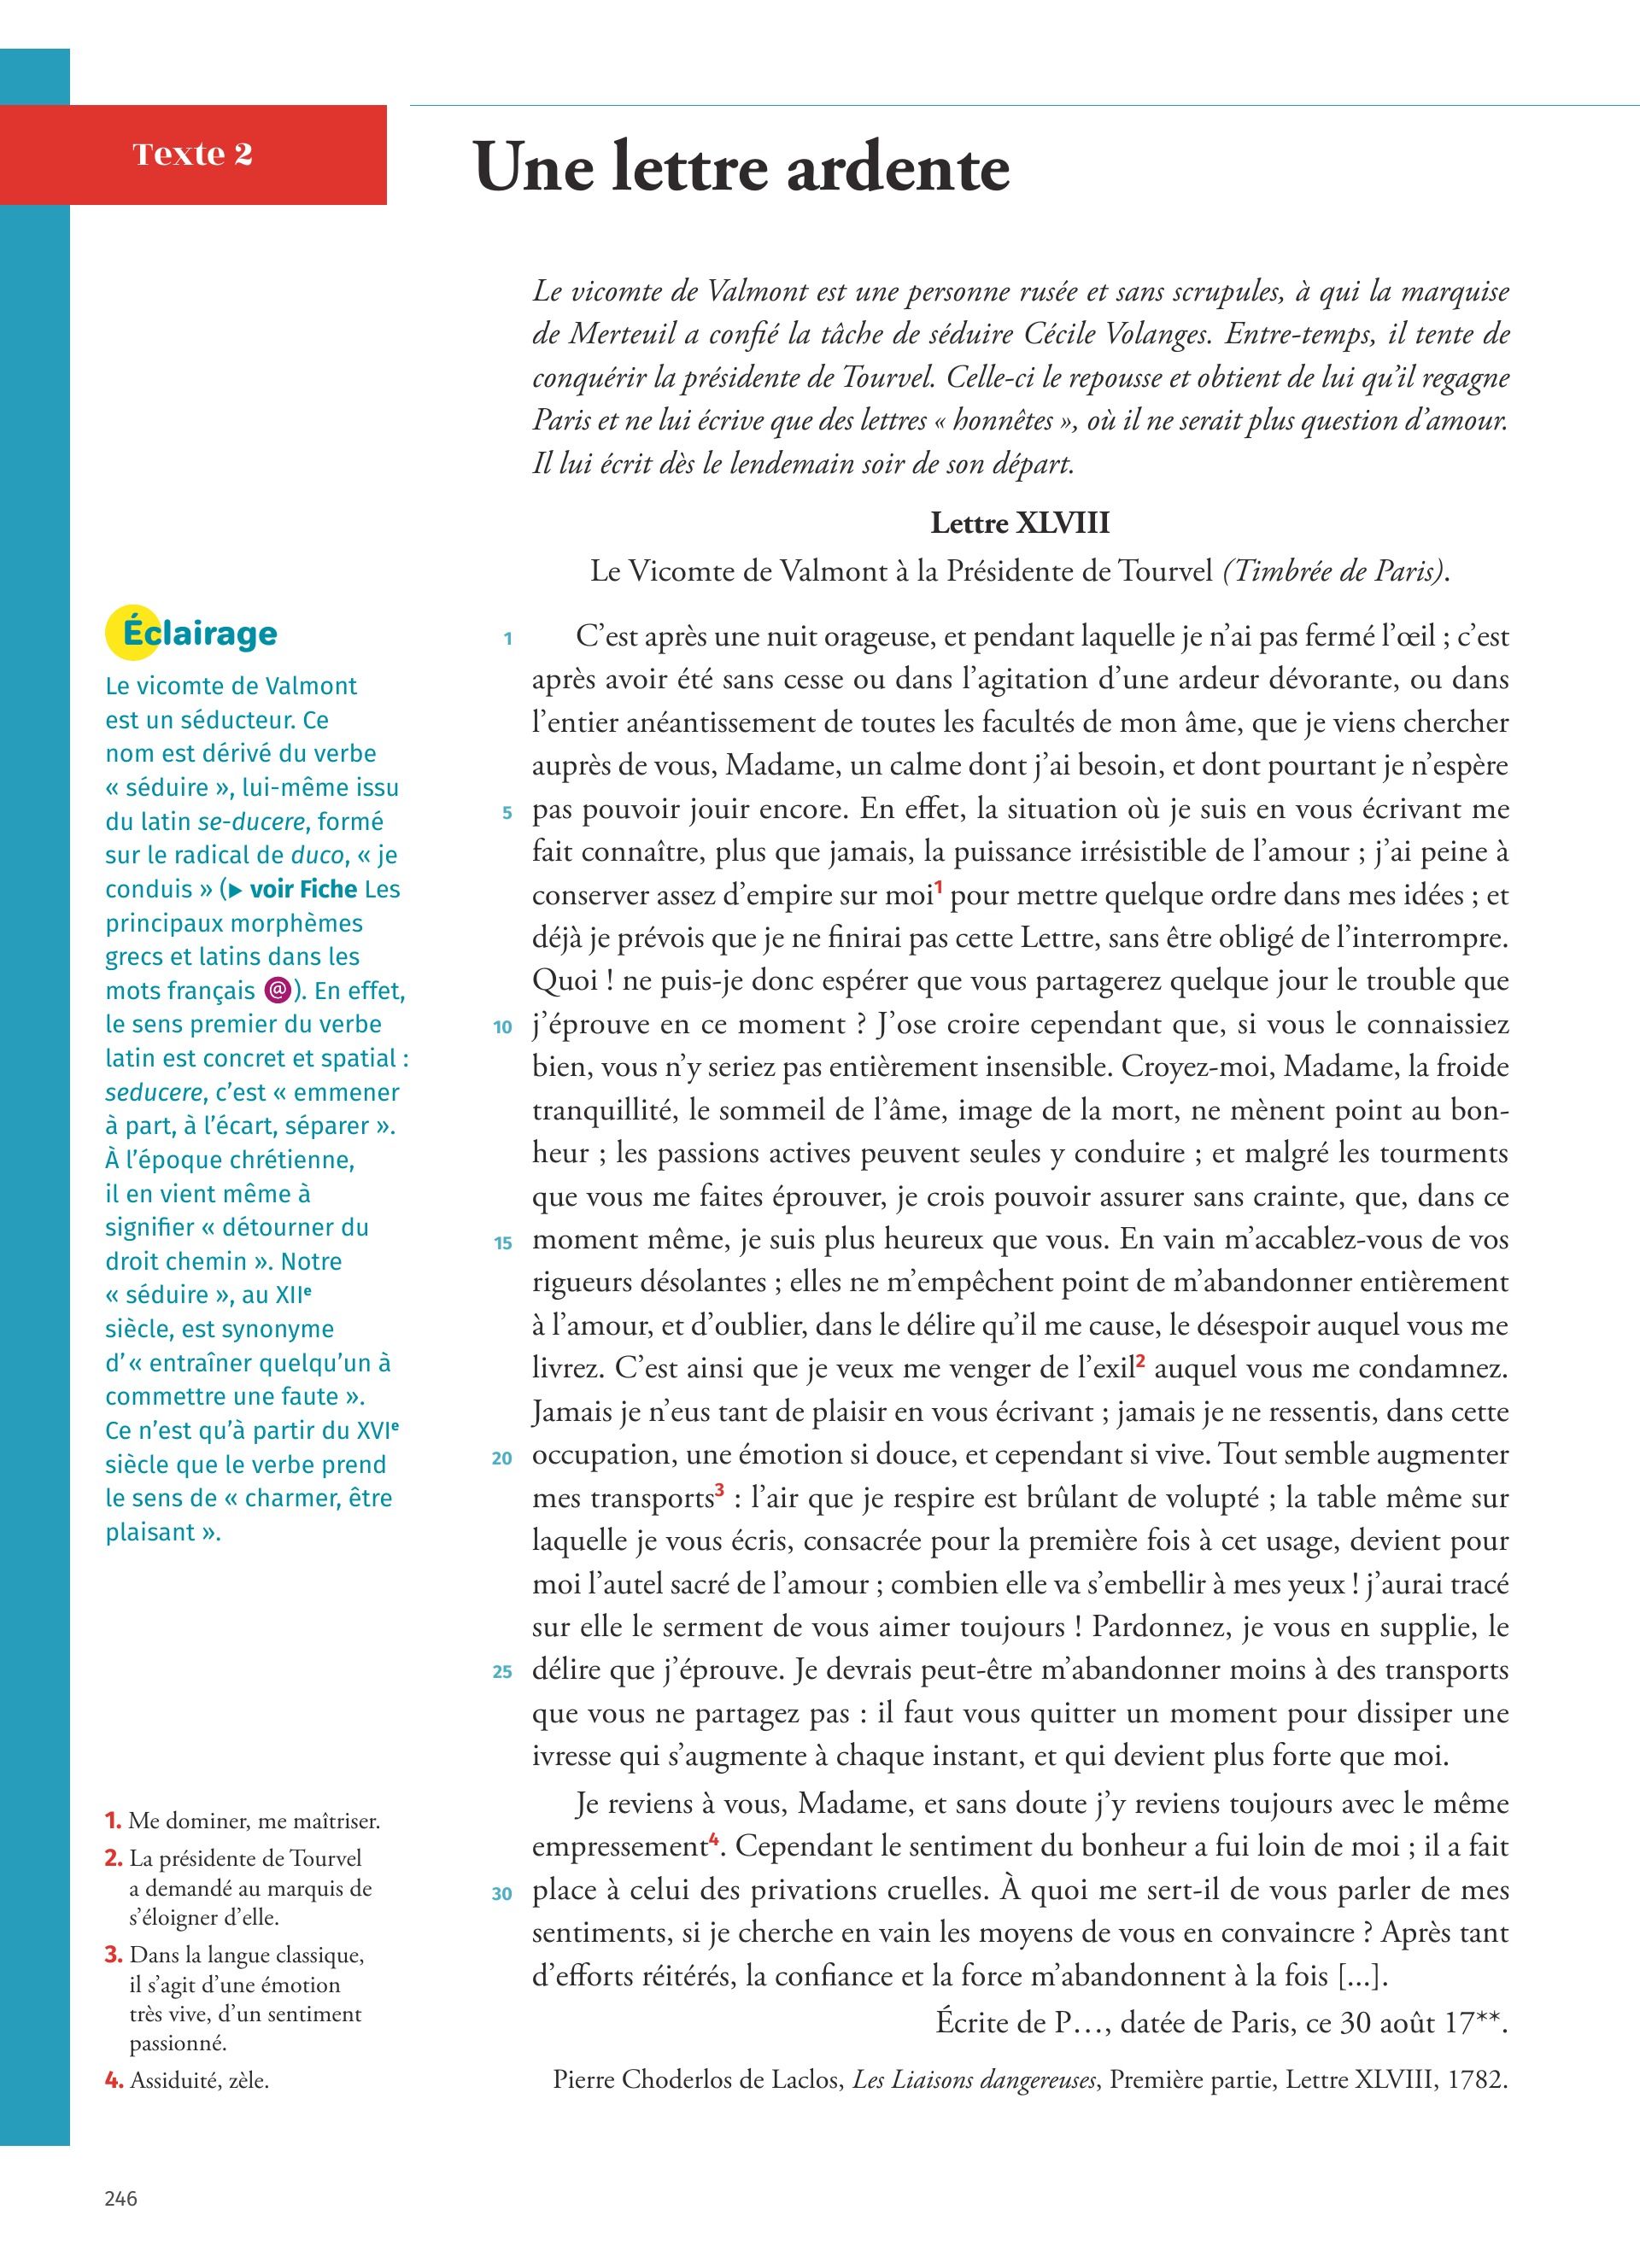 Texte 2
Une lettre ardente
Le vicomte de Valmont est une personne rusée et sans scrupules, à qui la marquise
de Merteuil a confié la tâche de séduire Cécile Volanges. Entre-temps, il tente de
conquérir la présidente de Tourvel. Celle-ci le repousse et obtient de lui qu’il regagne
Paris et ne lui écrive que des lettres « honnêtes », où il ne serait plus question d’amour.
Il lui écrit dès le lendemain soir de son départ.
Lettre XLVIII
Le Vicomte de Valmont à la Présidente de Tourvel (Timbrée de Paris).
1 C’est après une nuit orageuse, et pendant laquelle je n’ai pas fermé l’œil ; c’est
après avoir été sans cesse ou dans l’agitation d’une ardeur dévorante, ou dans
l’entier anéantissement de toutes les facultés de mon âme, que je viens chercher
auprès de vous, Madame, un calme dont j’ai besoin, et dont pourtant je n’espère
5 pas pouvoir jouir encore. En effet, la situation où je suis en vous écrivant me
fait connaître, plus que jamais, la puissance irrésistible de l’amour ; j’ai peine à
conserver assez d’empire sur moi1 pour mettre quelque ordre dans mes idées ; et
déjà je prévois que je ne finirai pas cette Lettre, sans être obligé de l’interrompre.
Quoi ! ne puis-je donc espérer que vous partagerez quelque jour le trouble que
10 j’éprouve en ce moment ? J’ose croire cependant que, si vous le connaissiez
bien, vous n’y seriez pas entièrement insensible. Croyez-moi, Madame, la froide
tranquillité, le sommeil de l’âme, image de la mort, ne mènent point au bon-
heur ; les passions actives peuvent seules y conduire ; et malgré les tourments
que vous me faites éprouver, je crois pouvoir assurer sans crainte, que, dans ce
15 moment même, je suis plus heureux que vous. En vain m’accablez-vous de vos
rigueurs désolantes ; elles ne m’empêchent point de m’abandonner entièrement
à l’amour, et d’oublier, dans le délire qu’il me cause, le désespoir auquel vous me
livrez. C’est ainsi que je veux me venger de l’exil2 auquel vous me condamnez.
Jamais je n’eus tant de plaisir en vous écrivant ; jamais je ne ressentis, dans cette
20 occupation, une émotion si douce, et cependant si vive. Tout semble augmenter
mes transports3 : l’air que je respire est brûlant de volupté ; la table même sur
laquelle je vous écris, consacrée pour la première fois à cet usage, devient pour
moi l’autel sacré de l’amour ; combien elle va s’embellir à mes yeux ! j’aurai tracé
sur elle le serment de vous aimer toujours ! Pardonnez, je vous en supplie, le
25 délire que j’éprouve. Je devrais peut-être m’abandonner moins à des transports
que vous ne partagez pas : il faut vous quitter un moment pour dissiper une
ivresse qui s’augmente à chaque instant, et qui devient plus forte que moi.
Je reviens à vous, Madame, et sans doute j’y reviens toujours avec le même
empressement4. Cependant le sentiment du bonheur a fui loin de moi ; il a fait
30 place à celui des privations cruelles. À quoi me sert-il de vous parler de mes
sentiments, si je cherche en vain les moyens de vous en convaincre ? Après tant
d’efforts réitérés, la confiance et la force m’abandonnent à la fois [...].
Écrite de P…, datée de Paris, ce 30 août 17**.
Pierre Choderlos de Laclos, Les Liaisons dangereuses, Première partie, Lettre XLVIII, 1782.
Éclairage
Le vicomte de Valmont
est un séducteur. Ce
nom est dérivé du verbe
« séduire », lui-même issu
du latin se-ducere, formé
sur le radical de duco, « je
conduis » (▶ voir Fiche Les
principaux morphèmes
grecs et latins dans les
mots français @). En effet,
le sens premier du verbe
latin est concret et spatial :
seducere, c’est « emmener
à part, à l’écart, séparer ».
À l’époque chrétienne,
il en vient même à
signifier « détourner du
droit chemin ». Notre
« séduire », au XIIe
siècle, est synonyme
d’« entraîner quelqu’un à
commettre une faute ».
Ce n’est qu’à partir du XVIe
siècle que le verbe prend
le sens de « charmer, être
plaisant ».
1. Me dominer, me maîtriser.
2. La présidente de Tourvel
a demandé au marquis de
s’éloigner d’elle.
3. Dans la langue classique,
il s’agit d’une émotion
très vive, d’un sentiment
passionné.
4. Assiduité, zèle.
246